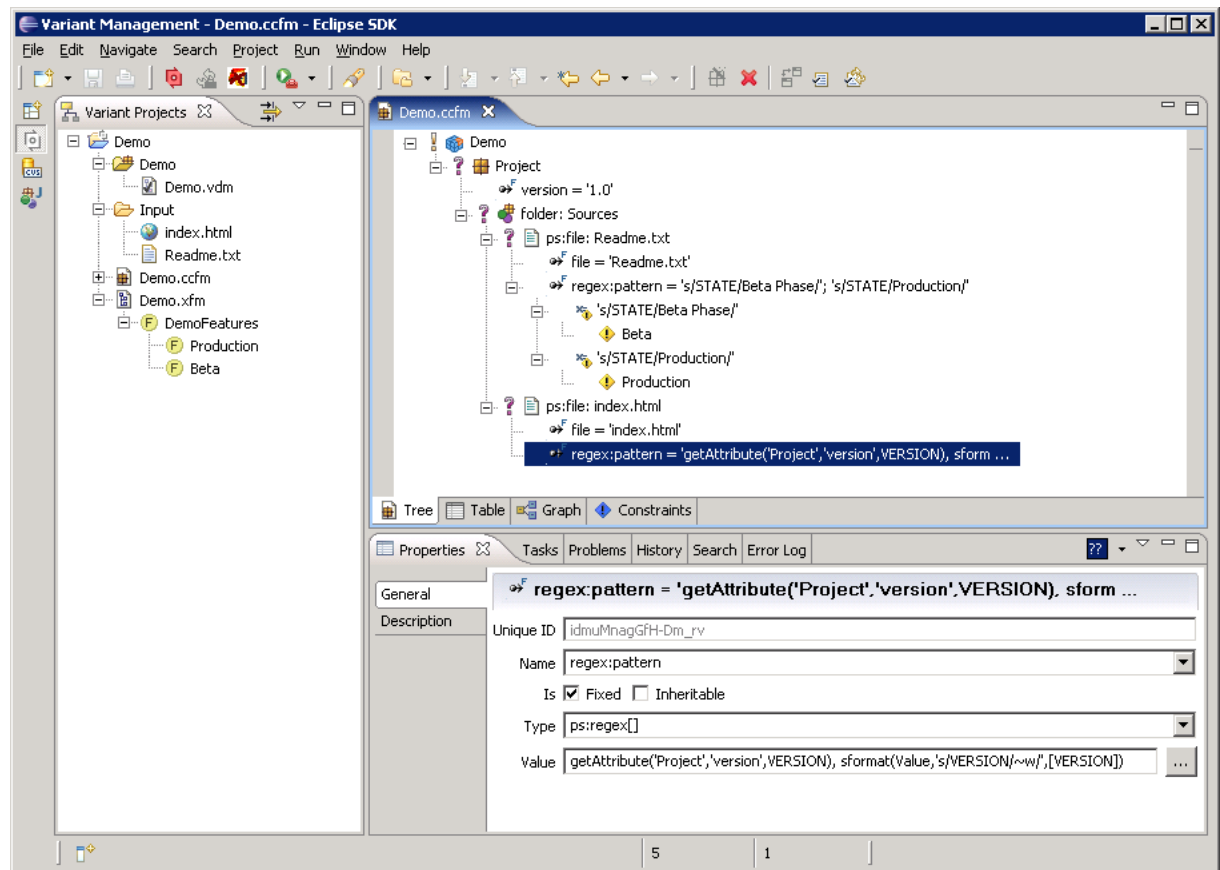 Variant Management - Demo.ccfm - Eclipse SDK
File Edit Navigate Search Project Run Window Help
Variant Projects
Demo
Demo
Demo.vdm
Input
index.html
Readme.txt
Demo.ccfm
Demo.xfm
F DemoFeatures
F Production
F Beta
CVS
J
Demo.ccfm
Demo
Project
F version = '1.0'
folder: Sources
ps:file: Readme.txt
F file = 'Readme.txt'
F regex:pattern = 's/STATE/Beta Phase/'; 's/STATE/Production/'
's/STATE/Beta Phase/'
Beta
's/STATE/Production/'
Production
ps:file: index.html
F file = 'index.html'
F regex:pattern = 'getAttribute('Project','version',VERSION), sform ...
Tree Table Graph Constraints
Properties Tasks Problems History Search Error Log ??
General
Description
F regex:pattern = 'getAttribute('Project','version',VERSION), sform ...
Unique ID idmuMnagGfH-Dm_rv
Name regex:pattern
Is Fixed Inheritable
Type ps:regex[]
Value getAttribute('Project','version',VERSION), sformat(Value,'s/VERSION/~w/',[VERSION]) ...
5 1